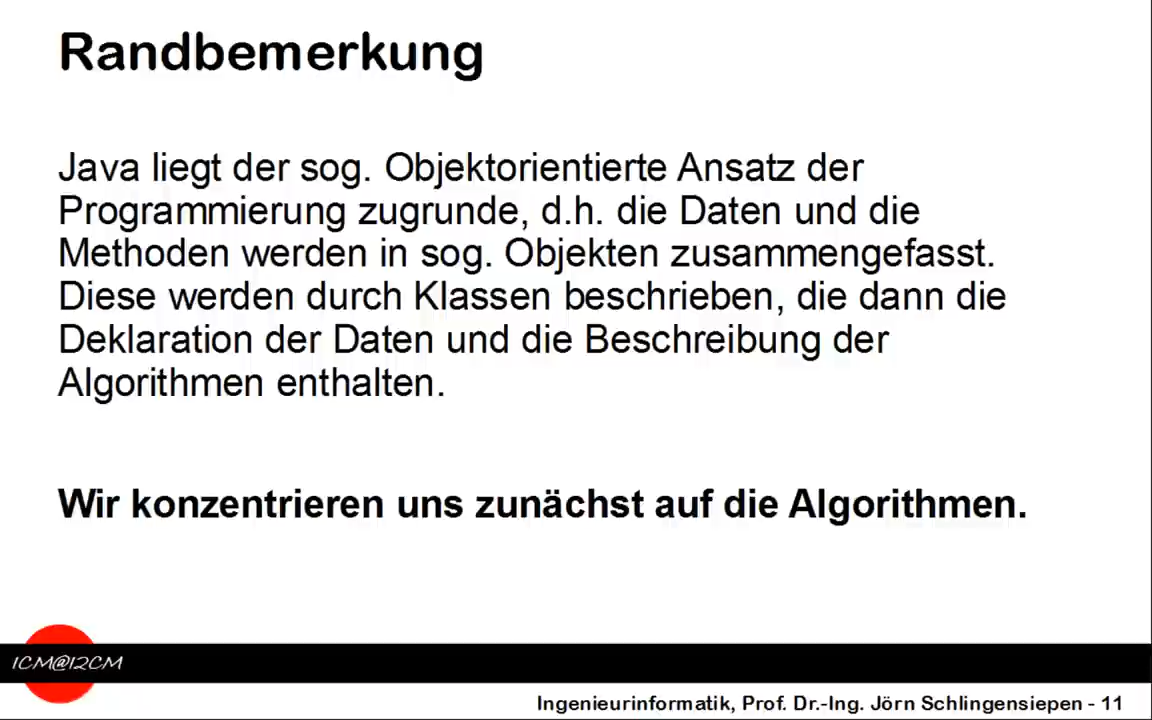 Randbemerkung
Java liegt der sog. Objektorientierte Ansatz der
Programmierung zugrunde, d.h. die Daten und die
Methoden werden in sog. Objekten zusammengefasst.
Diese werden durch Klassen beschrieben, die dann die
Deklaration der Daten und die Beschreibung der
Algorithmen enthalten.
Wir konzentrieren uns zunächst auf die Algorithmen.
1CM@12CM
Ingenieurinformatik, Prof. Dr.-Ing. Jörn Schlingensiepen - 11